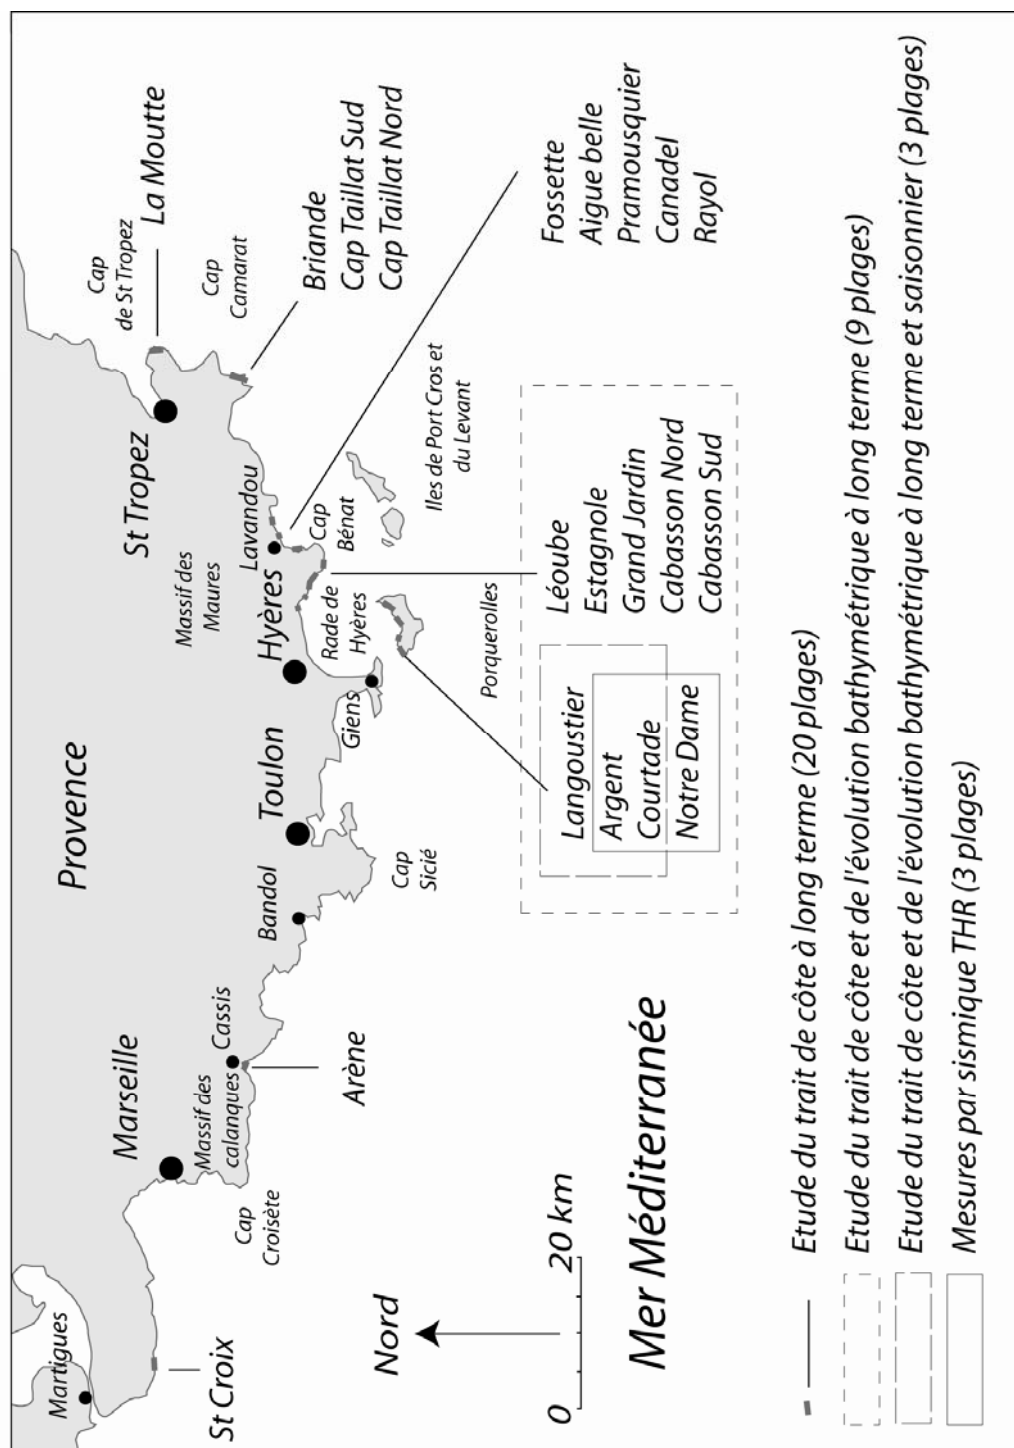 Provence
Martigues
Marseille
Massif des
calanques
Cassis
Bandol
Toulon
Hyères
Massif des
Maures
Lavandou
St Tropez
Cap
de St Tropez
La Moutte
Cap
Camarat
Briande
Cap Taillat Sud
Cap Taillat Nord
St Croix
Cap
Croisète
Arène
Cap
Sicié
Giens
Rade de
Hyères
Cap
Bénat
Porquerolles
Iles de Port Cros et
du Levant
Fossette
Aigue belle
Pramousquier
Canadel
Rayol
Langoustier
Argent
Courtade
Notre Dame
Léoube
Estagnole
Grand Jardin
Cabasson Nord
Cabasson Sud
Nord
0 20 km
Mer Méditerranée
Etude du trait de côte à long terme (20 plages)
Etude du trait de côte et de l'évolution bathymétrique à long terme (9 plages)
Etude du trait de côte et de l'évolution bathymétrique à long terme et saisonnier (3 plages)
Mesures par sismique THR (3 plages)